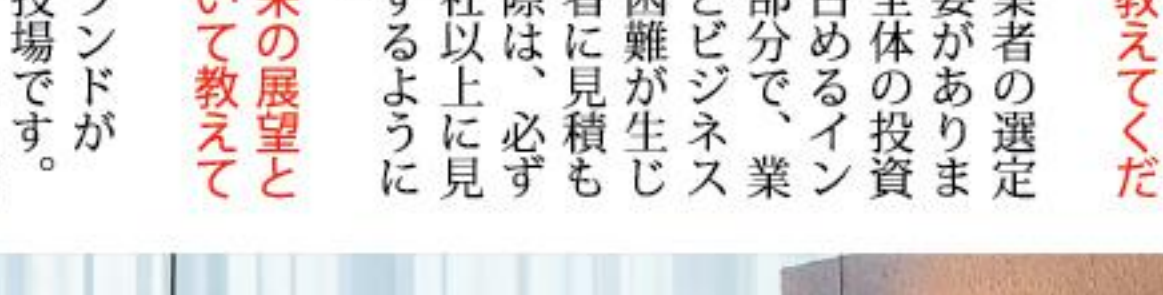 教えてくだ
業者の選定
要がありま
全体の投資
占めるイン
部分で、業
とビジネス
困難が生じ
者に見積も
際は、必ず
社以上に見
するように
来の展望と
いて教えて
ランドが
投場です。